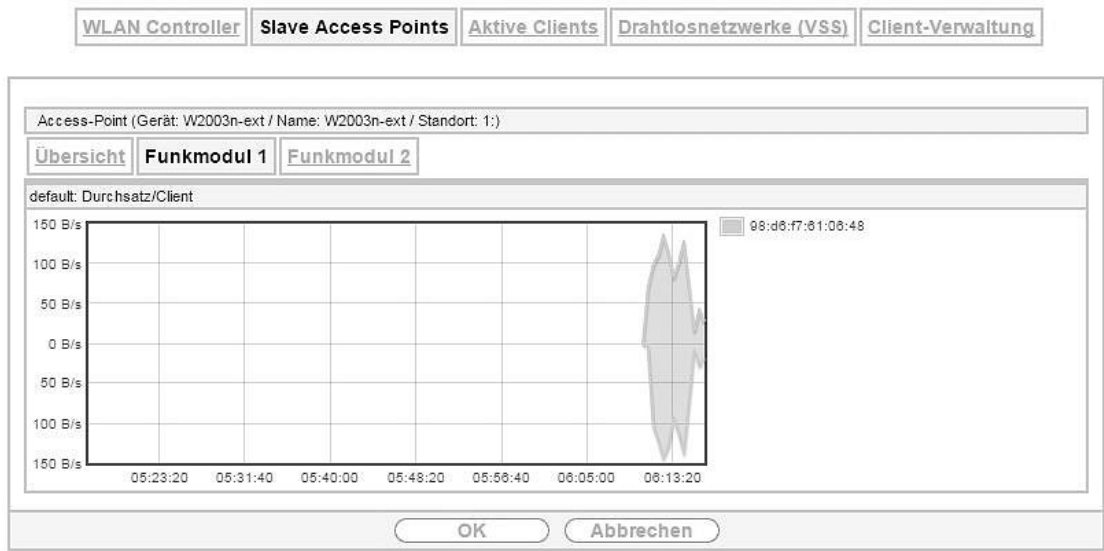 WLAN Controller Slave Access Points Aktive Clients Drahtlosnetzwerke (VSS) Client-Verwaltung
Access-Point (Gerät: W2003n-ext / Name: W2003n-ext / Standort: 1:)
Übersicht Funkmodul 1 Funkmodul 2
default: Durchsatz/Client
150 B/s
100 B/s
50 B/s
0 B/s
50 B/s
100 B/s
150 B/s
98:d6:f7:61:06:48
05:23:20 05:31:40 05:40:00 05:48:20 05:56:40 06:05:00 06:13:20
OK Abbrechen